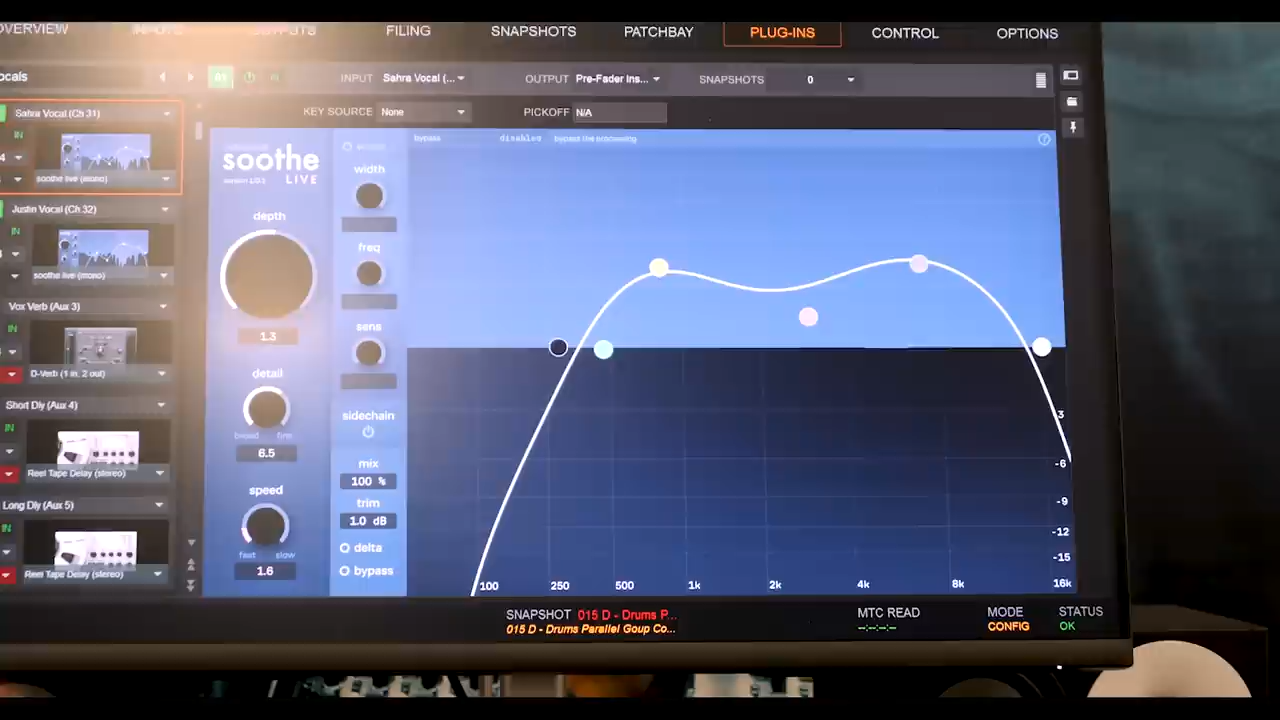 OVERVIEW INPUTS OUTPUTS FILING SNAPSHOTS PATCHBAY PLUG-INS CONTROL OPTIONS
ocals
INPUT Sahra Vocal (... OUTPUT Pre-Fader Ins... SNAPSHOTS 0
KEY SOURCE None PICKOFF N/A
Sahra Vocal (Ch 31)
IN
4
soothe live (mono)
Justin Vocal (Ch 32)
IN
soothe live (mono)
Vox Verb (Aux 3)
IN
D-Verb (1 in, 2 out)
Short Dly (Aux 4)
IN
Reel Tape Delay (stereo)
Long Dly (Aux 5)
IN
Reel Tape Delay (stereo)
soothe
LIVE
depth
1.3
detail
broad fine
6.5
speed
fast slow
1.6
width
freq
sens
sidechain
mix
100 %
trim
1.0 dB
delta
bypass
bypass disabled bypass the processing
3
-6
-9
-12
-15
100 250 500 1k 2k 4k 8k 16k
SNAPSHOT 015 D - Drums P...
015 D - Drums Parallel Goup Co...
MTC READ
--:--:--:--
MODE
CONFIG
STATUS
OK